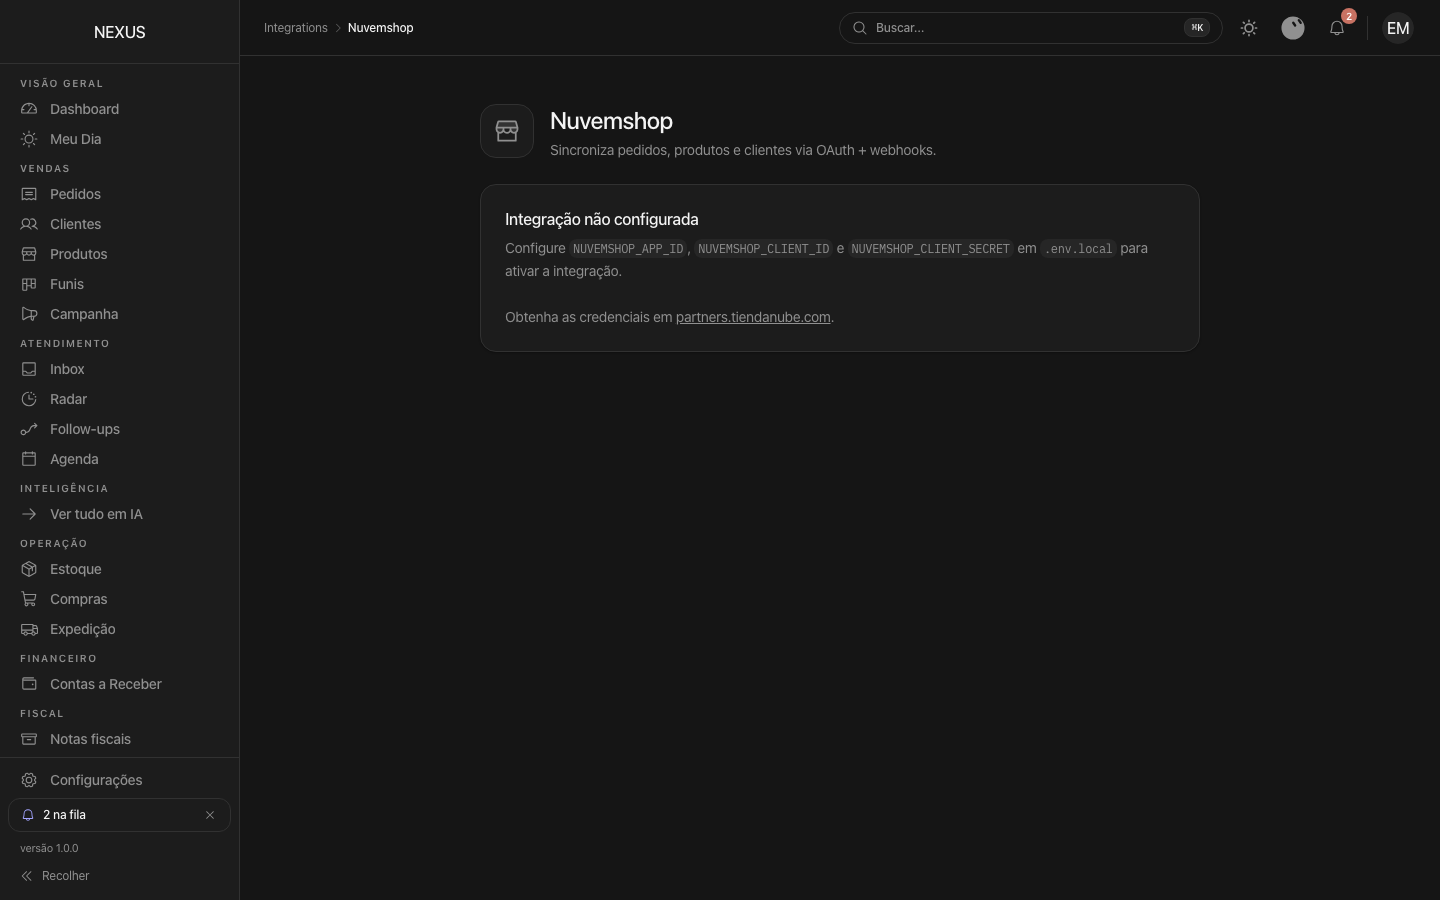 NEXUS
Integrations
Nuvemshop
Buscar...
⌘K
2
EM
VISÃO GERAL
Dashboard
Meu Dia
VENDAS
Pedidos
Clientes
Produtos
Funis
Campanha
ATENDIMENTO
Inbox
Radar
Follow-ups
Agenda
INTELIGÊNCIA
Ver tudo em IA
OPERAÇÃO
Estoque
Compras
Expedição
FINANCEIRO
Contas a Receber
FISCAL
Notas fiscais
Configurações
2 na fila
versão 1.0.0
Recolher
Nuvemshop
Sincroniza pedidos, produtos e clientes via OAuth + webhooks.
Integração não configurada
Configure NUVEMSHOP_APP_ID, NUVEMSHOP_CLIENT_ID e NUVEMSHOP_CLIENT_SECRET em .env.local para
ativar a integração.
Obtenha as credenciais em partners.tiendanube.com.